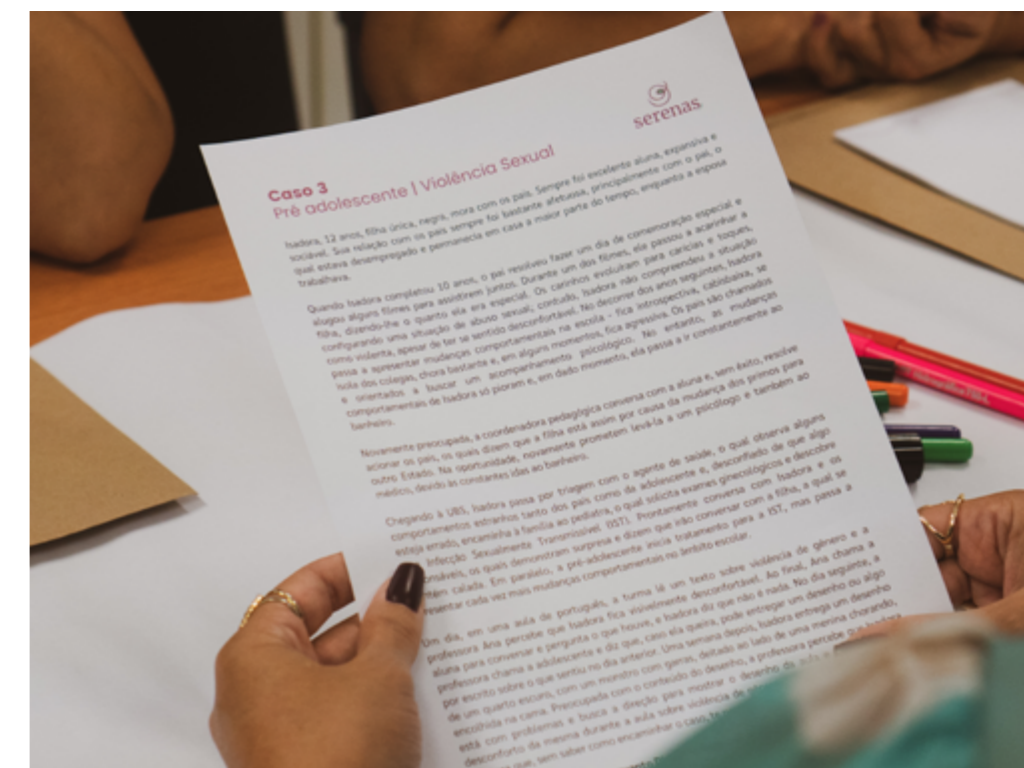 serenas
Caso 3
Pré adolescente | Violência Sexual
Isadora, 12 anos, filha única, negra, mora com os pais. Sempre foi excelente aluna, expansiva e
sociável. Sua relação com os pais sempre foi bastante afetuosa, principalmente com o pai, o
qual estava desempregado e permanecia em casa a maior parte do tempo, enquanto a esposa
trabalhava.
Quando Isadora completou 10 anos, o pai resolveu fazer um dia de comemoração especial e
alugou alguns filmes para assistirem juntos. Durante um dos filmes, ele passou a acarinhar a
filha, dizendo-lhe o quanto ela era especial. Os carinhos evoluíram para carícias e toques,
configurando uma situação de abuso sexual, contudo, Isadora não compreendeu a situação
como violenta, apesar de ter se sentido desconfortável. No decorrer dos anos seguintes, Isadora
passa a apresentar mudanças comportamentais na escola – fica introspectiva, cabisbaixa, se
isola dos colegas, chora bastante e, em alguns momentos, fica agressiva. Os pais são chamados
e orientados a buscar um acompanhamento psicológico. No entanto, as mudanças
comportamentais de Isadora só pioram e, em dado momento, ela passa a ir constantemente ao
banheiro.
Novamente preocupada, a coordenadora pedagógica conversa com a aluna e, sem êxito, resolve
acionar os pais, os quais dizem que a filha está assim por causa da mudança dos primos para
outro Estado. Na oportunidade, novamente prometem levá-la a um psicólogo e também ao
médico, devido às constantes idas ao banheiro.
Chegando à UBS, Isadora passa por triagem com o agente de saúde, o qual observa alguns
comportamentos estranhos tanto dos pais como da adolescente e, desconfiado de que algo
esteja errado, encaminha a família ao pediatra, o qual solicita exames ginecológicos e descobre
Infecção Sexualmente Transmissível (IST). Prontamente conversa com Isadora e os
onsáveis, os quais demonstram surpresa e dizem que irão conversar com a filha, a qual se
tém calada. Em paralelo, a pré-adolescente inicia tratamento para a IST, mas passa a
resentar cada vez mais mudanças comportamentais no âmbito escolar.
Um dia, em uma aula de português, a turma lê um texto sobre violência de gênero e a
professora Ana percebe que Isadora fica visivelmente desconfortável. Ao final, Ana chama a
aluna para conversar e pergunta o que houve, e Isadora diz que não é nada. No dia seguinte, a
professora chama a adolescente e diz que, caso ela queira, pode entregar um desenho ou algo
por escrito sobre o que sentiu no dia anterior. Uma semana depois, Isadora entrega um desenho
de um quarto escuro, com um monstro com garras, deitado ao lado de uma menina chorando,
encolhida na cama. Preocupada com o conteúdo do desenho, a professora percebe que Isadora
está com problemas e busca a direção para mostrar o desenho da
desconforto da mesma durante a aula sobre violência de
que, sem saber como encaminhar o caso,